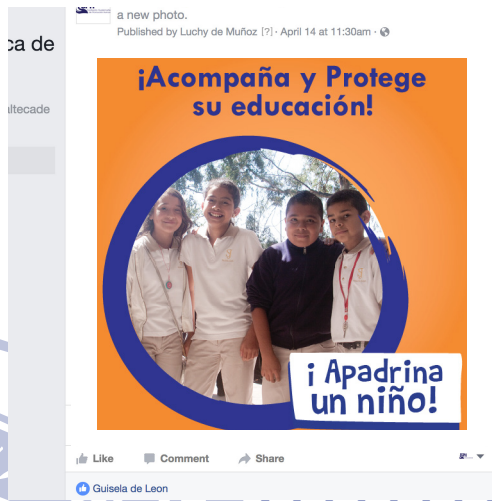 a new photo.
Published by Luchy de Muñoz [?] · April 14 at 11:30am ·
ca de
altecade
¡Acompaña y Protege
su educación!
¡ Apadrina
un niño!
Like Comment Share
Guisela de Leon